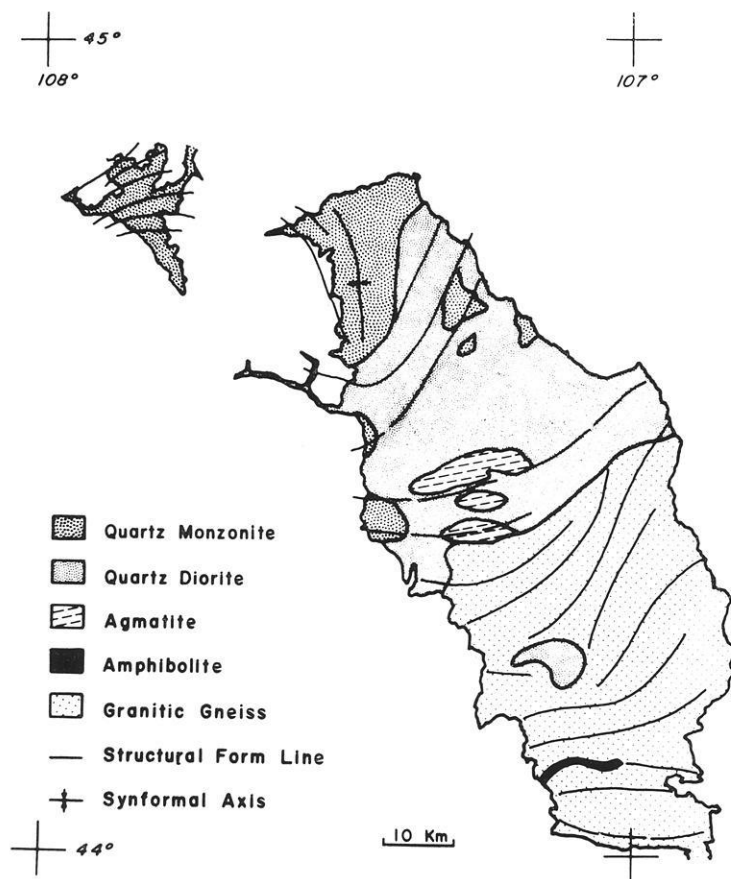 45°
108°
107°
Quartz Monzonite
Quartz Diorite
Agmatite
Amphibolite
Granitic Gneiss
Structural Form Line
Synformal Axis
44°
10 Km